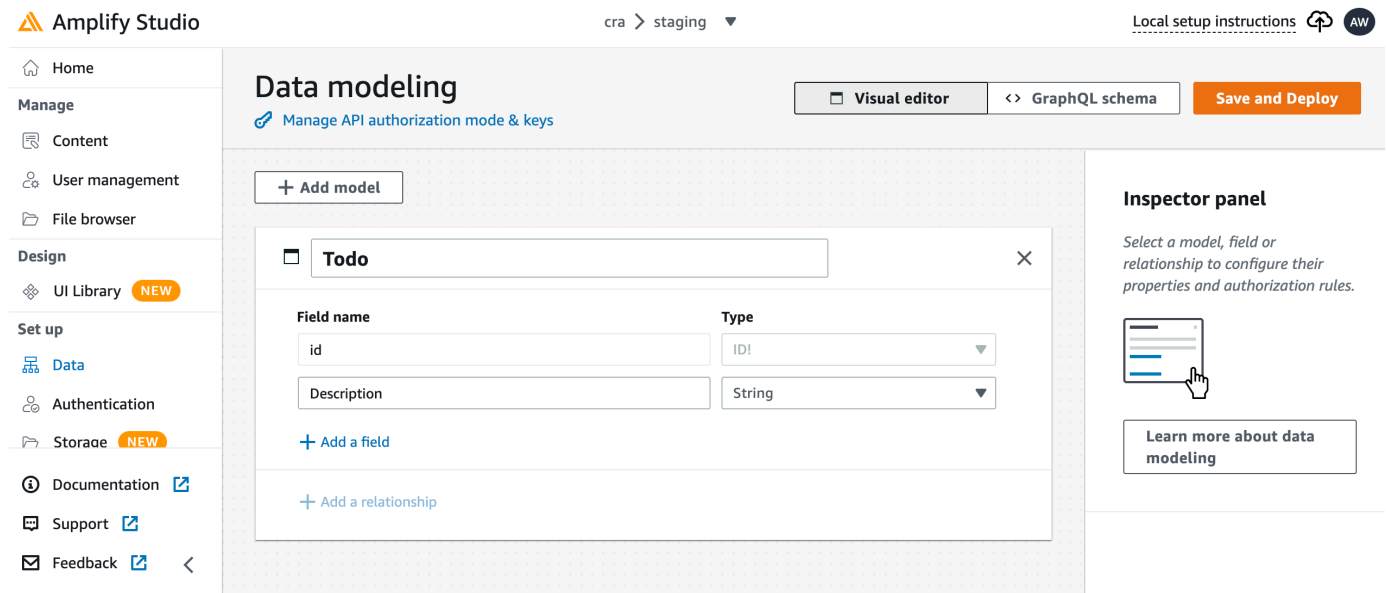 Amplify Studio
cra > staging
Local setup instructions
AW
Home
Manage
Content
User management
File browser
Design
UI Library NEW
Set up
Data
Authentication
Storage NEW
Documentation
Support
Feedback
Data modeling
Manage API authorization mode & keys
Visual editor
<> GraphQL schema
Save and Deploy
+ Add model
Todo
Field name Type
id ID!
Description String
+ Add a field
+ Add a relationship
Inspector panel
Select a model, field or
relationship to configure their
properties and authorization rules.
Learn more about data
modeling